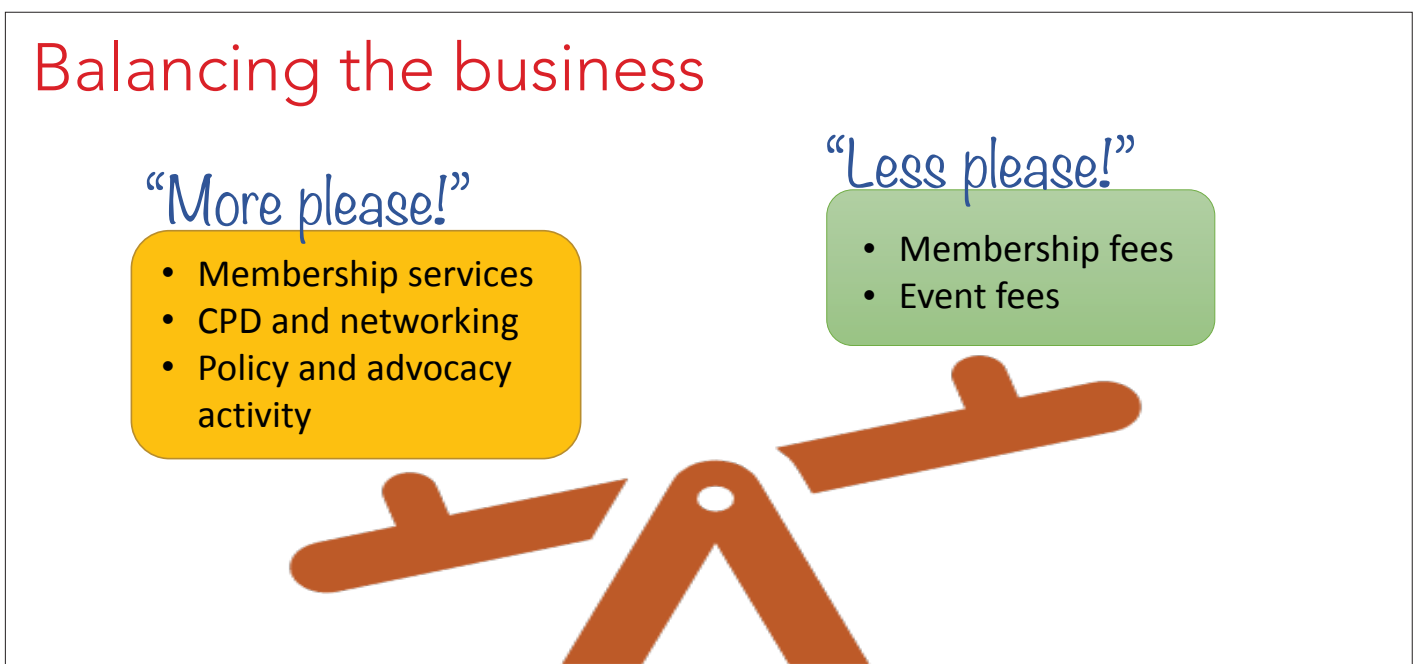 Balancing the business
“More please!”
• Membership services
• CPD and networking
• Policy and advocacy
activity
“Less please!”
• Membership fees
• Event fees